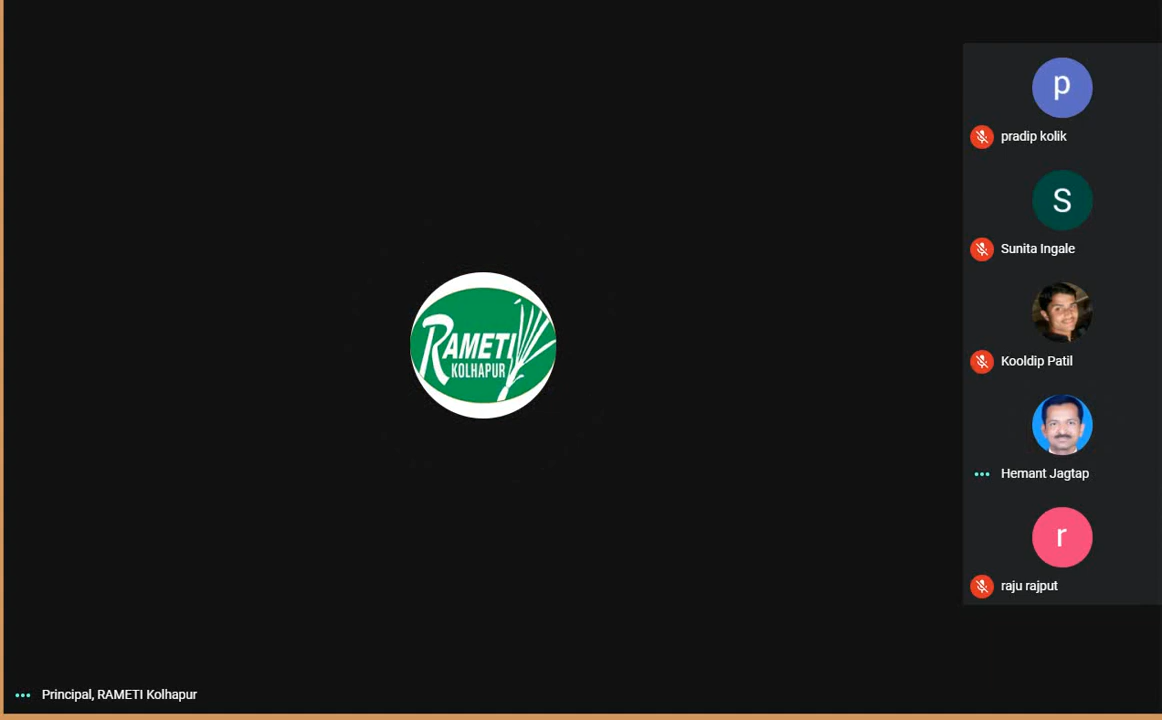 RAMETI
KOLHAPUR
p
pradip kolik
S
Sunita Ingale
Kooldip Patil
Hemant Jagtap
r
raju rajput
Principal, RAMETI Kolhapur